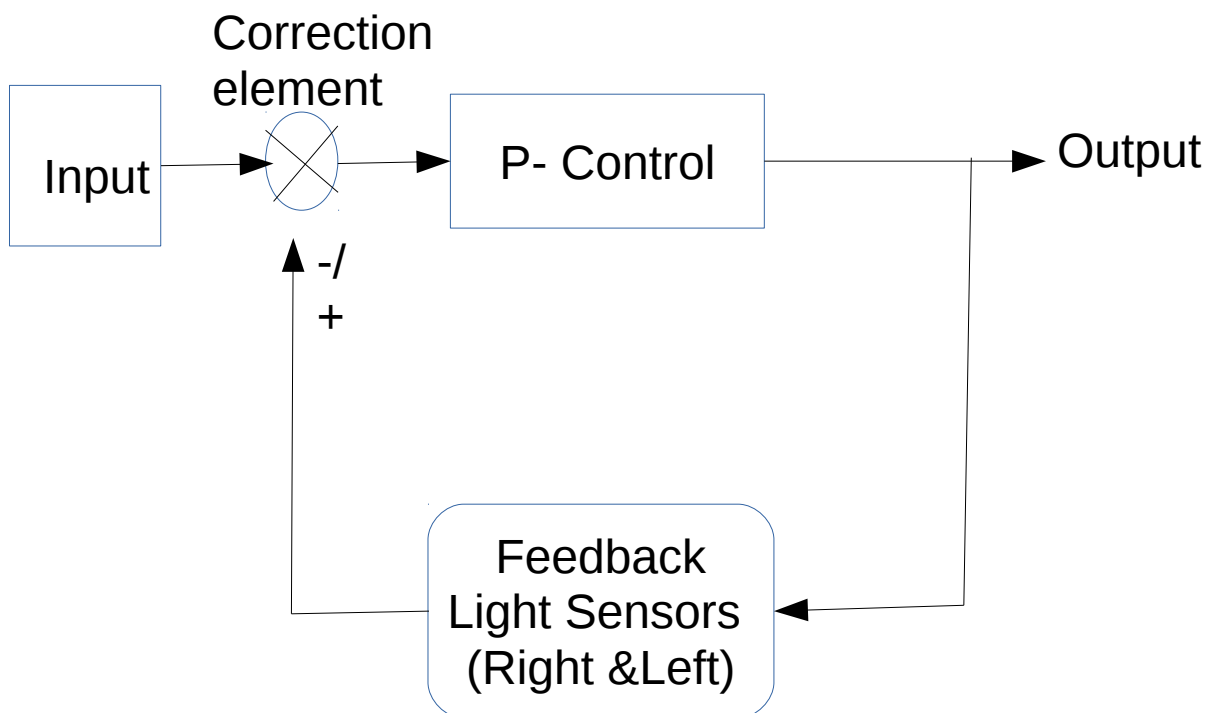 Correction
element
Input
P- Control
Output
-/
+
Feedback
Light Sensors
(Right &Left)